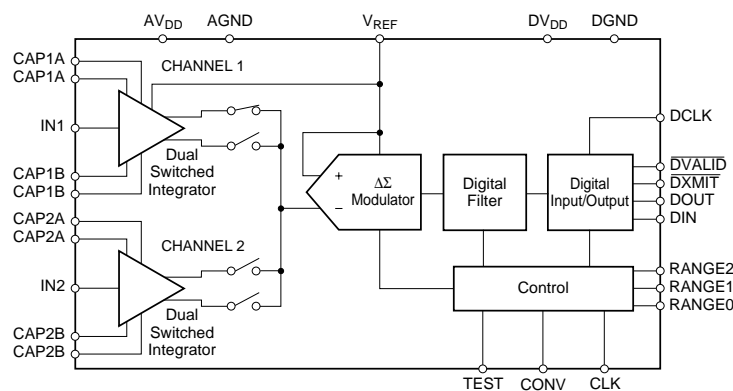 AVDD
AGND
VREF
DVDD
DGND
CAP1A
CAP1A
CHANNEL 1
IN1
DCLK
CAP1B
CAP1B
Dual
Switched
Integrator
+
−
ΔΣ
Modulator
Digital
Filter
Digital
Input/Output
DVALID
DXMIT
DOUT
DIN
CAP2A
CAP2A
CHANNEL 2
IN2
Control
RANGE2
RANGE1
RANGE0
CAP2B
CAP2B
Dual
Switched
Integrator
TEST
CONV
CLK